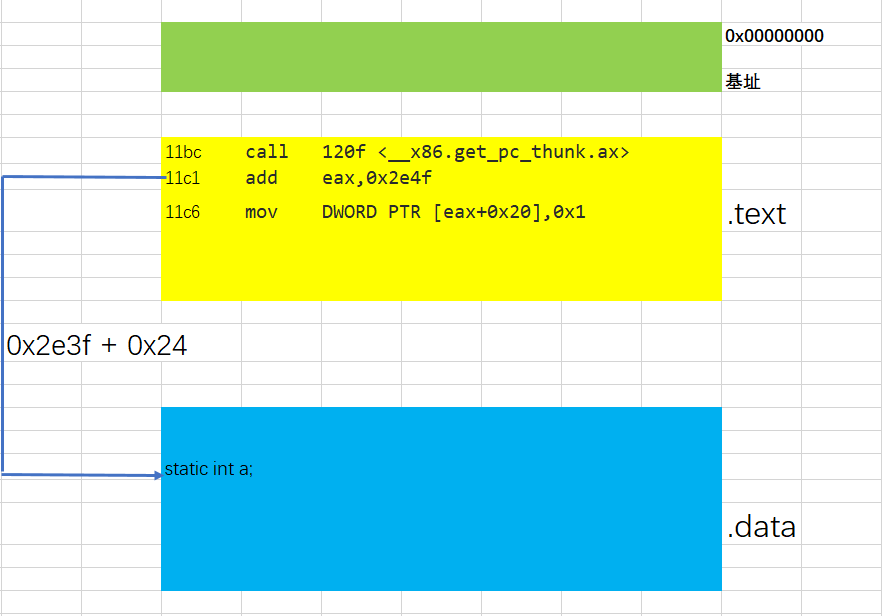 0x00000000
基址
11bc call 120f <__x86.get_pc_thunk.ax>
11c1 add eax,0x2e4f
11c6 mov DWORD PTR [eax+0x20],0x1
.text
0x2e3f + 0x24
static int a;
.data